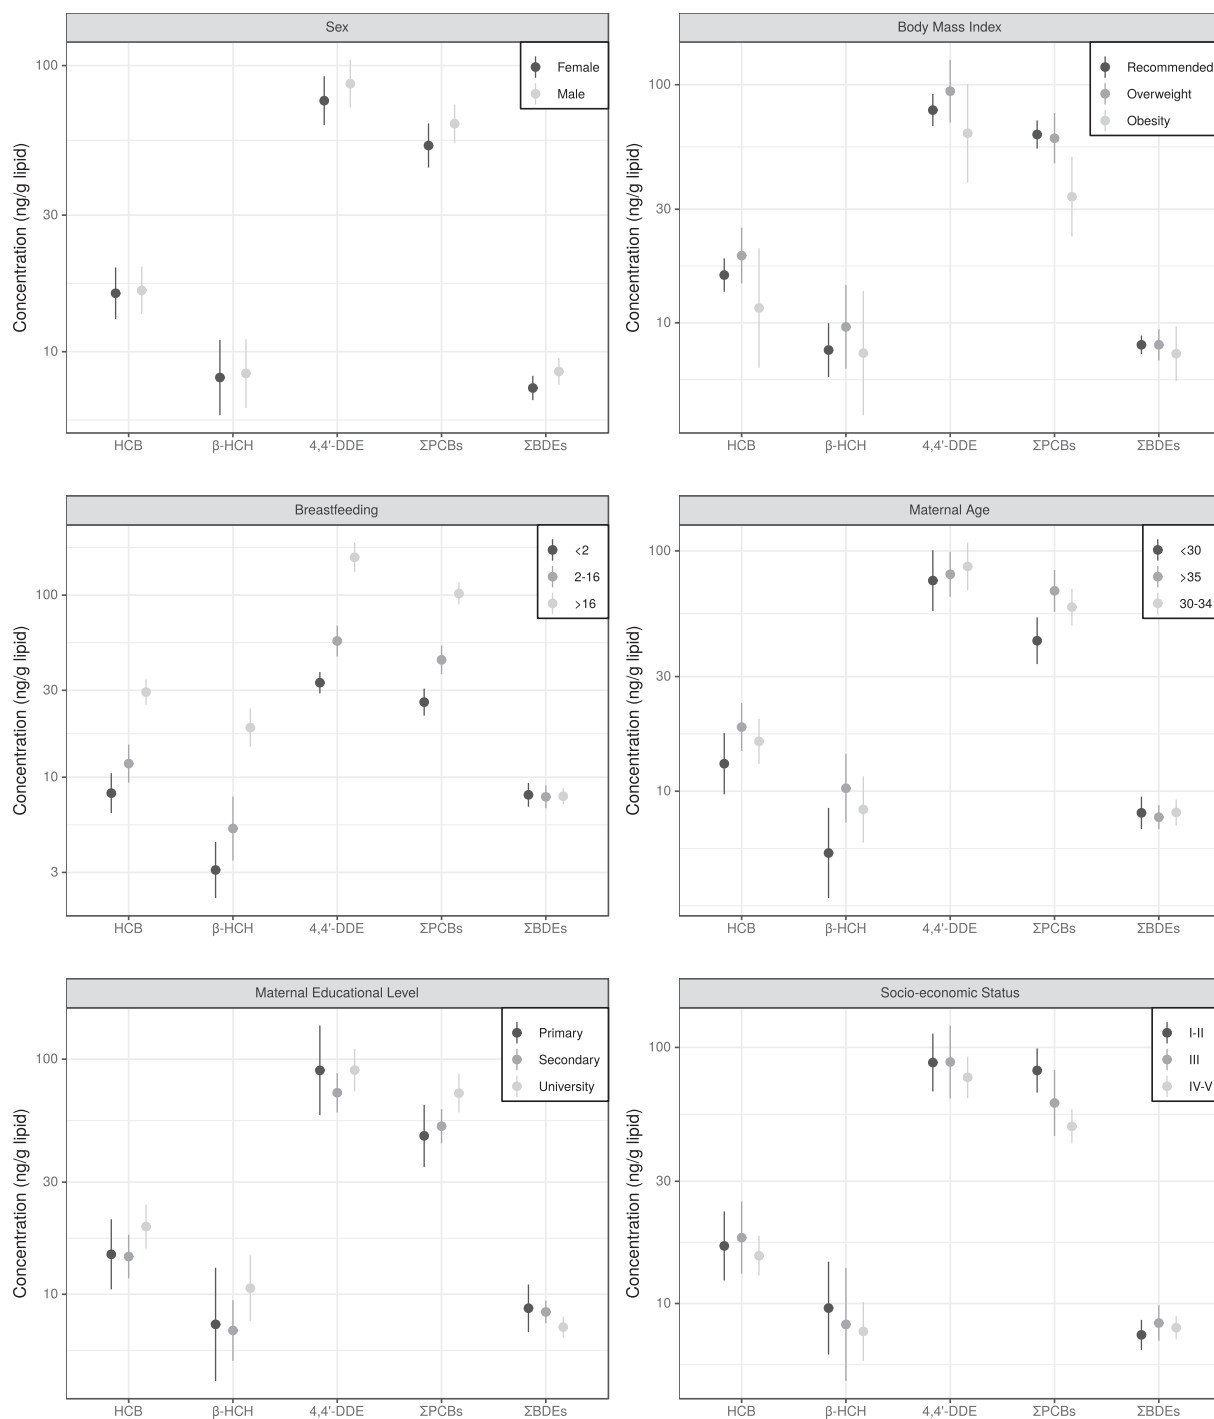 Sex
Concentration (ng/g lipid)
100
30
10
Female
Male
HCB β-HCH 4,4'-DDE ΣPCBs ΣBDEs
Body Mass Index
Concentration (ng/g lipid)
100
30
10
Recommended
Overweight
Obesity
HCB β-HCH 4,4'-DDE ΣPCBs ΣBDEs
Breastfeeding
Concentration (ng/g lipid)
100
30
10
3
<2
2-16
>16
HCB β-HCH 4,4'-DDE ΣPCBs ΣBDEs
Maternal Age
Concentration (ng/g lipid)
100
30
10
<30
>35
30-34
HCB β-HCH 4,4'-DDE ΣPCBs ΣBDEs
Maternal Educational Level
Concentration (ng/g lipid)
100
30
10
Primary
Secondary
University
HCB β-HCH 4,4'-DDE ΣPCBs ΣBDEs
Socio-economic Status
Concentration (ng/g lipid)
100
30
10
I-II
III
IV-V
HCB β-HCH 4,4'-DDE ΣPCBs ΣBDEs